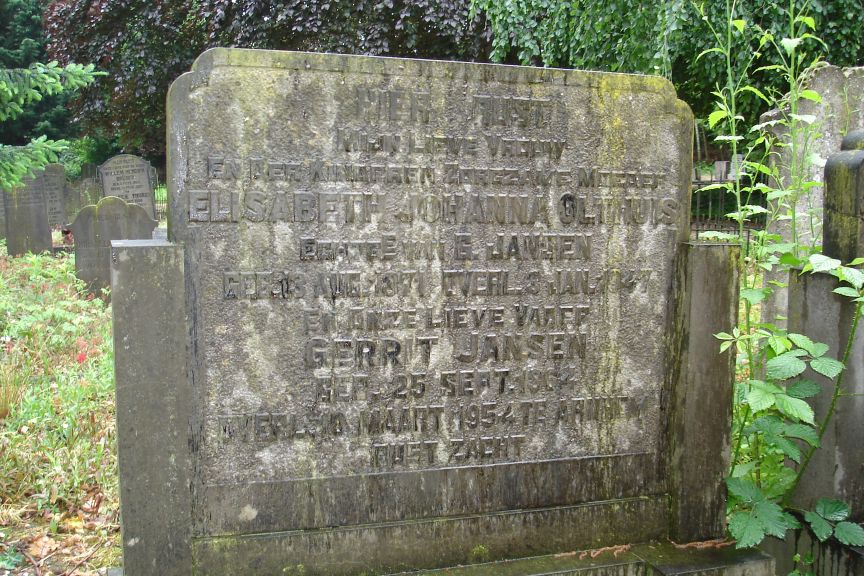 HIER RUST
MIJN LIEVE VROUW
EN DER KINDEREN ZORGZAME MOEDER
ELISABETH JOHANNA OLTHUIS
ECHTGE VAN G. JANSEN
GEB. 13 AUG. 1871 OVERL. 3 JAN. 1947
EN ONZE LIEVE VADER
GERRIT JANSEN
GEB. 25 SEPT.
OVERL. 10 MAART 1954 TE ARNHEM
RUST ZACHT